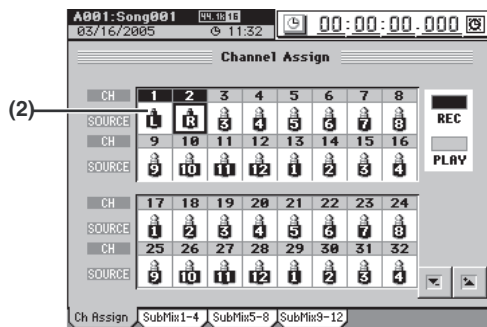 A001:Song001 44.1k 16
03/16/2005 11:32 00:00:00.000
Channel Assign
(2)
CH 1 2 3 4 5 6 7 8
SOURCE L R 3 4 5 6 7 8
REC
CH 9 10 11 12 13 14 15 16
SOURCE 9 10 11 12 1 2 3 4
PLAY
CH 17 18 19 20 21 22 23 24
SOURCE 1 2 3 4 5 6 7 8
CH 25 26 27 28 29 30 31 32
SOURCE 9 10 11 12 1 2 3 4
Ch Assign SubMix1-4 SubMix5-8 SubMix9-12